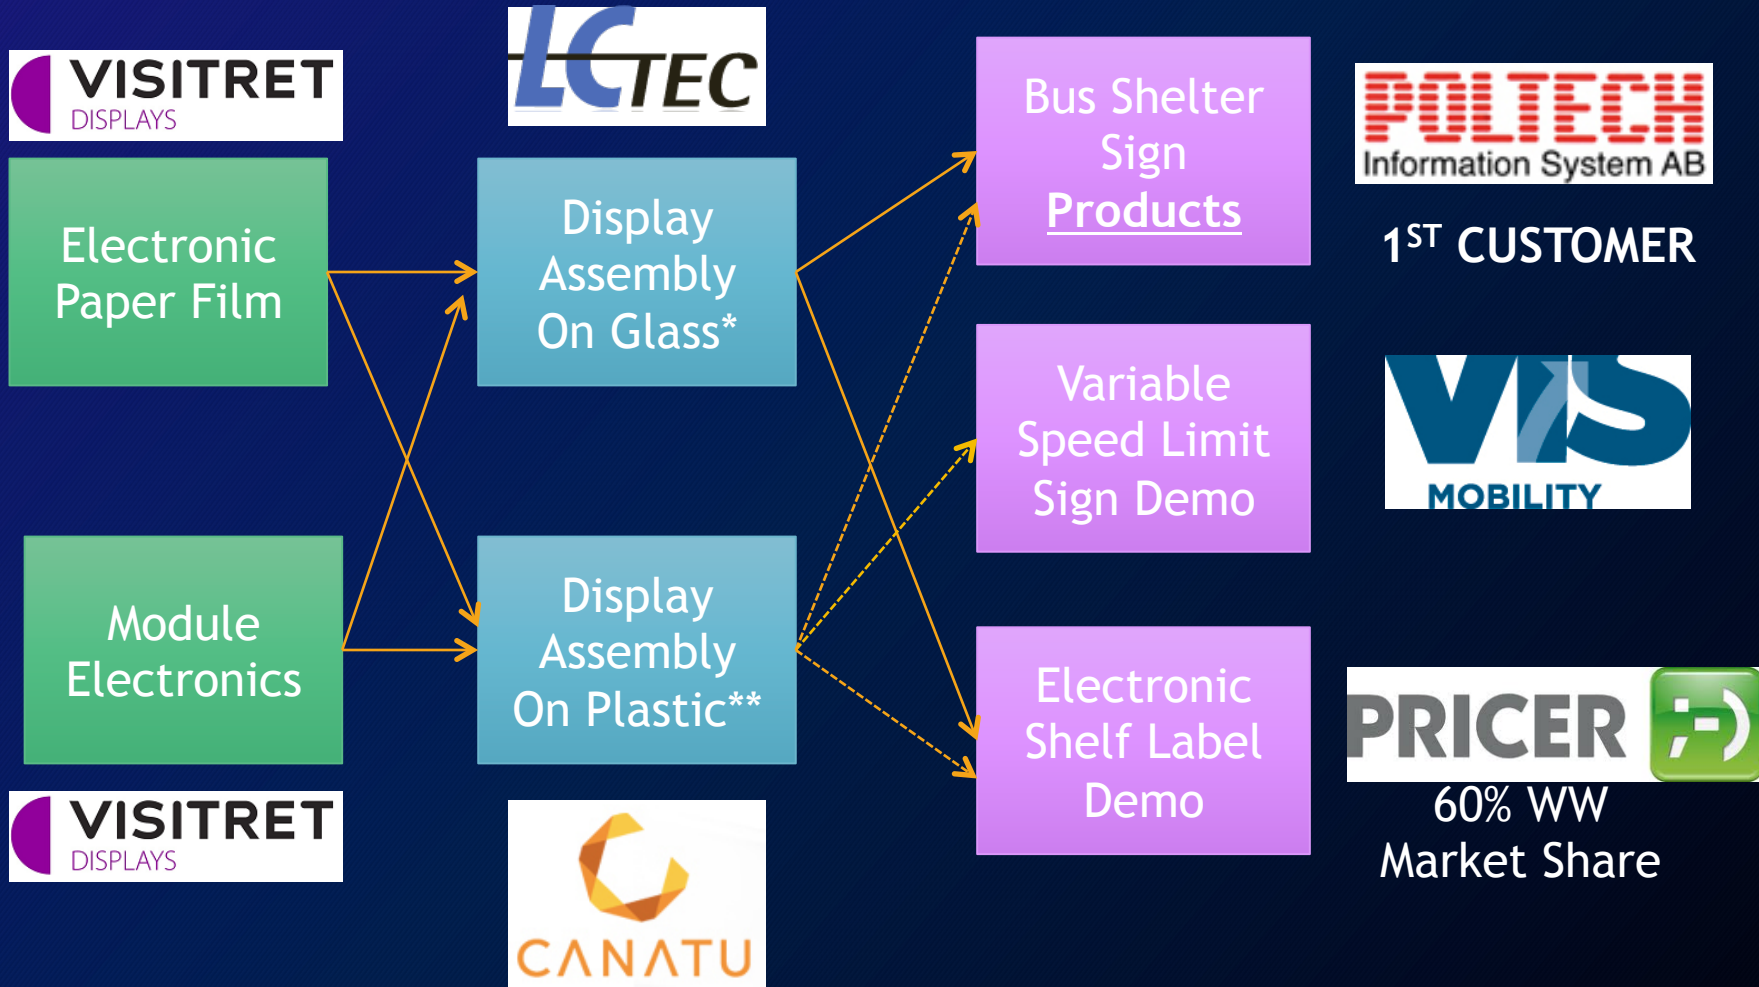 VISITRET
DISPLAYS
Electronic
Paper Film
Module
Electronics
VISITRET
DISPLAYS
LCTEC
Display
Assembly
On Glass*
Display
Assembly
On Plastic**
CANATU
Bus Shelter
Sign
Products
Variable
Speed Limit
Sign Demo
Electronic
Shelf Label
Demo
POLTECH
Information System AB
1ST CUSTOMER
VIS
MOBILITY
PRICER ;-)
60% WW
Market Share